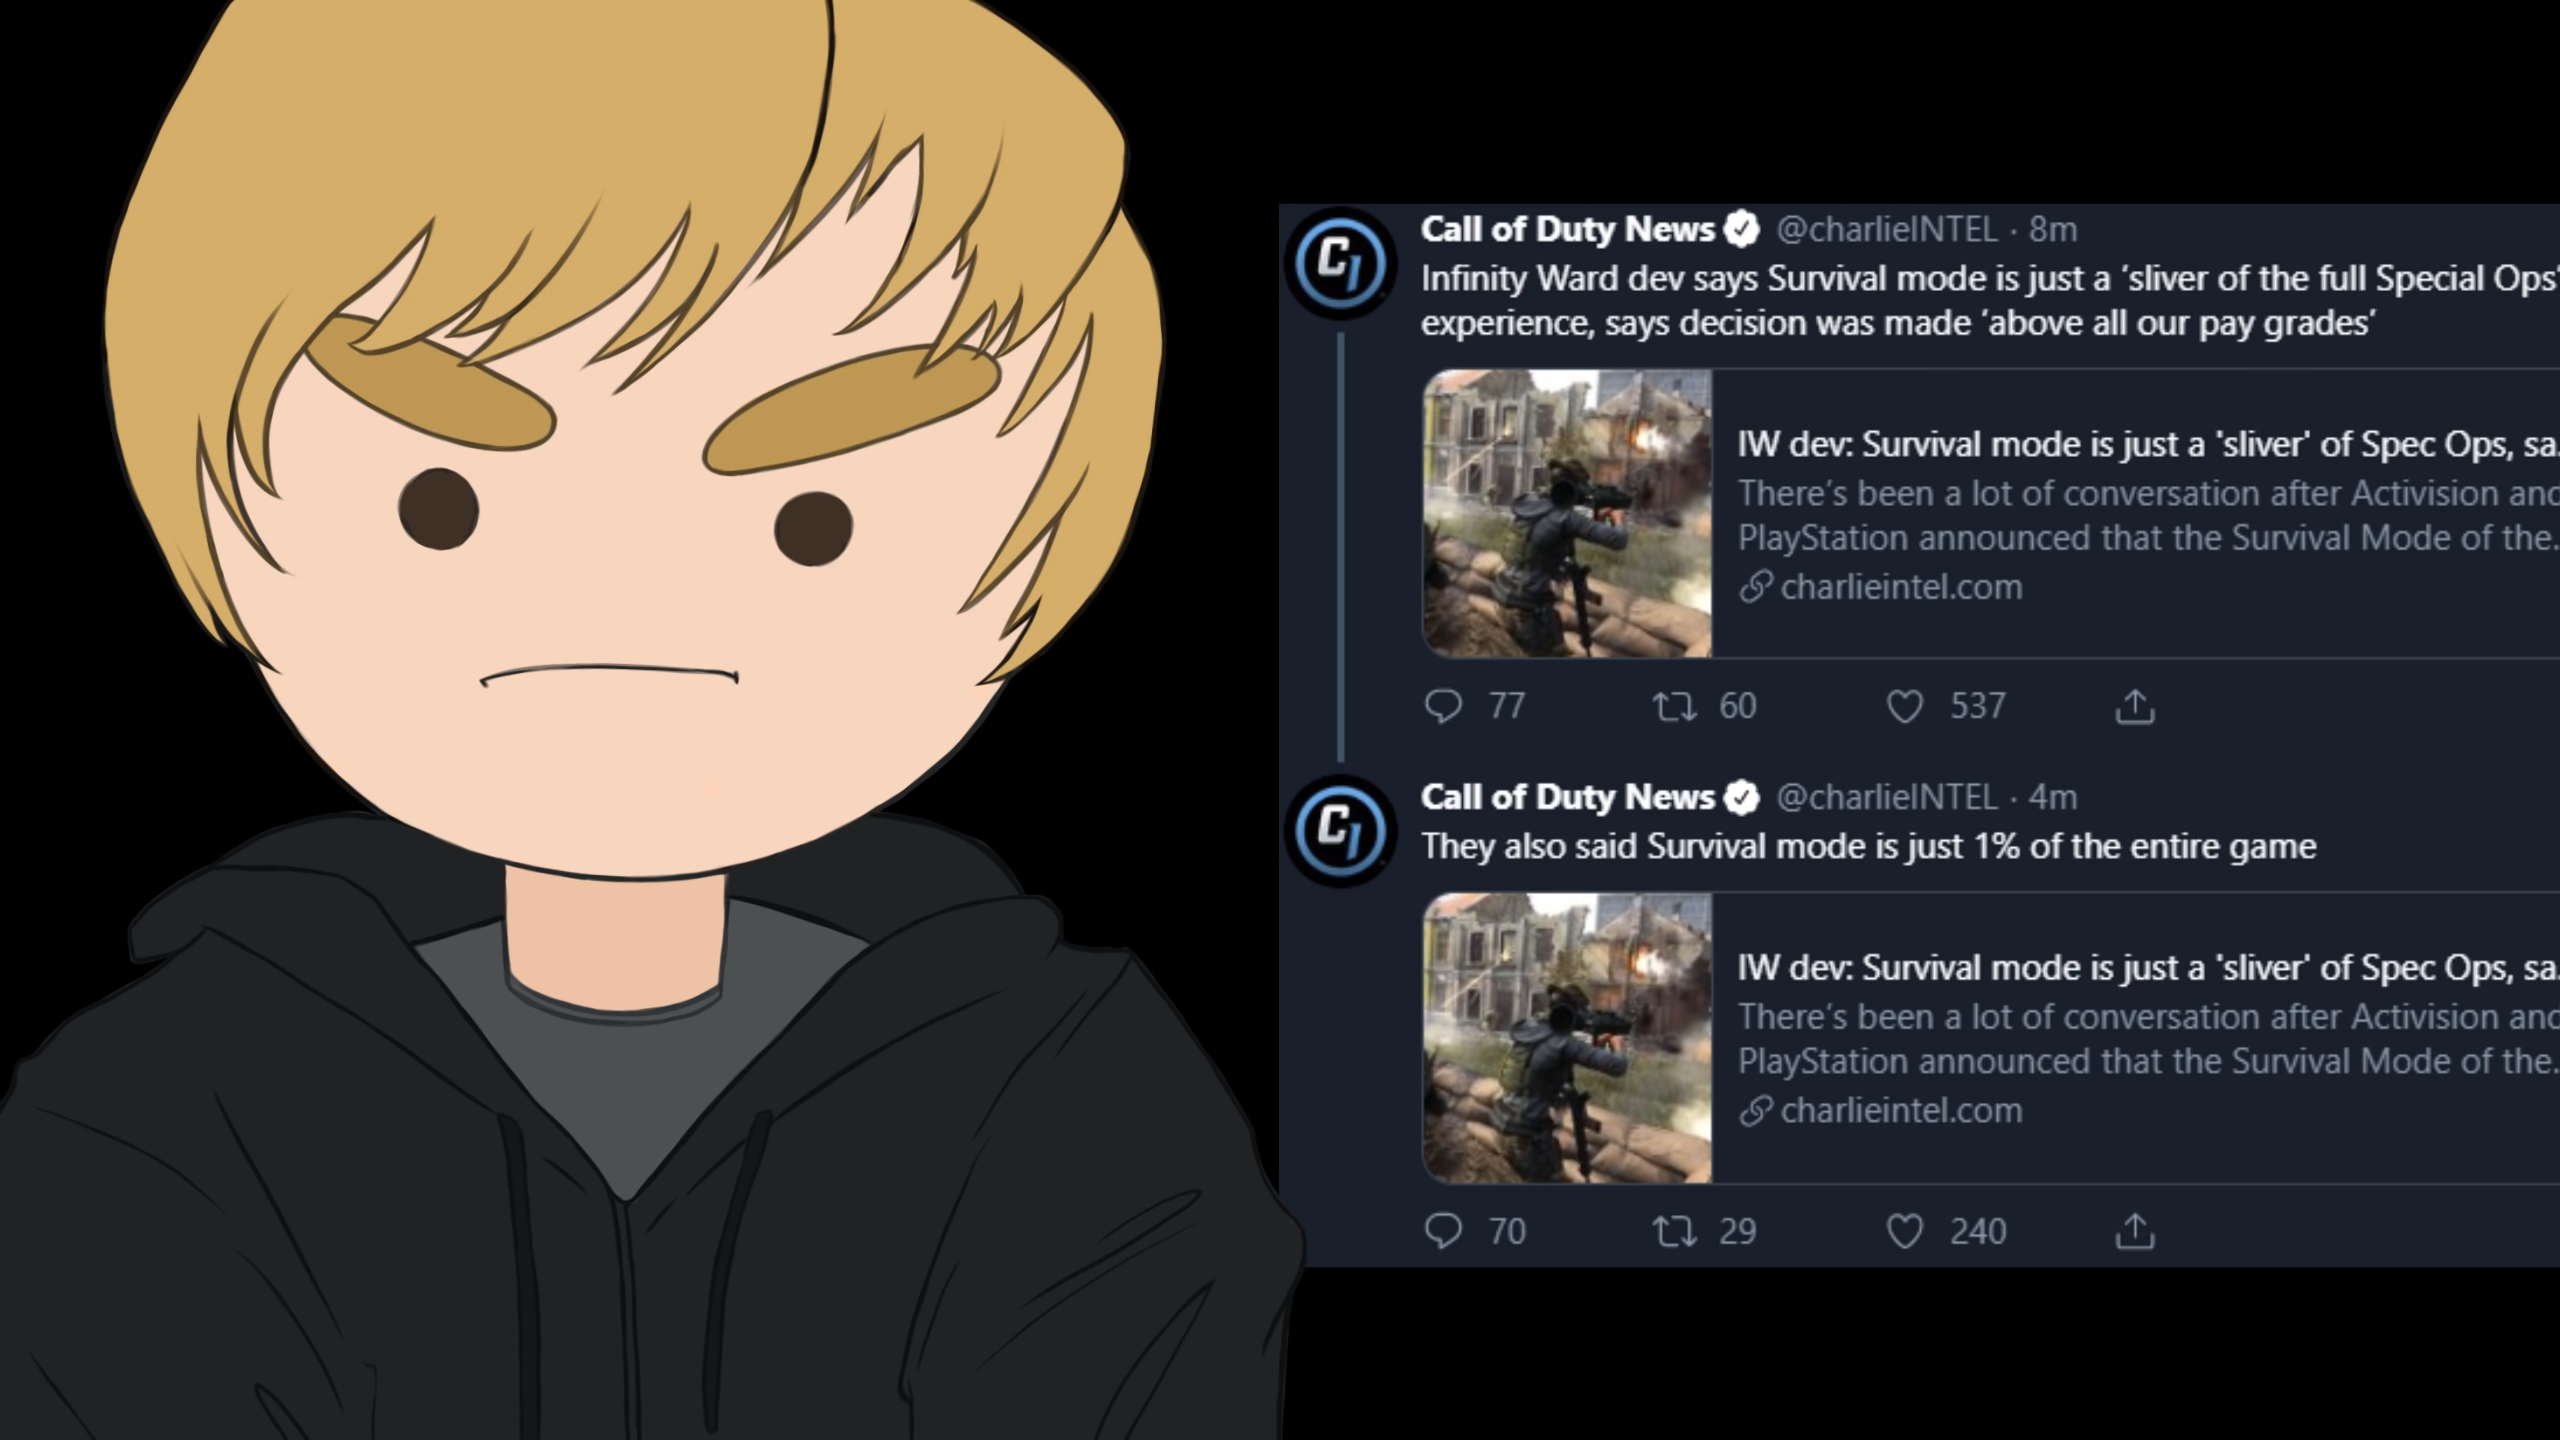 Call of Duty News @charlieINTEL · 8m
Infinity Ward dev says Survival mode is just a ‘sliver of the full Special Ops’
experience, says decision was made ‘above all our pay grades’
IW dev: Survival mode is just a 'sliver' of Spec Ops, sa...
There’s been a lot of conversation after Activision and
PlayStation announced that the Survival Mode of the...
charlieintel.com
77 60 537
Call of Duty News @charlieINTEL · 4m
They also said Survival mode is just 1% of the entire game
IW dev: Survival mode is just a 'sliver' of Spec Ops, sa...
There’s been a lot of conversation after Activision and
PlayStation announced that the Survival Mode of the...
charlieintel.com
70 29 240